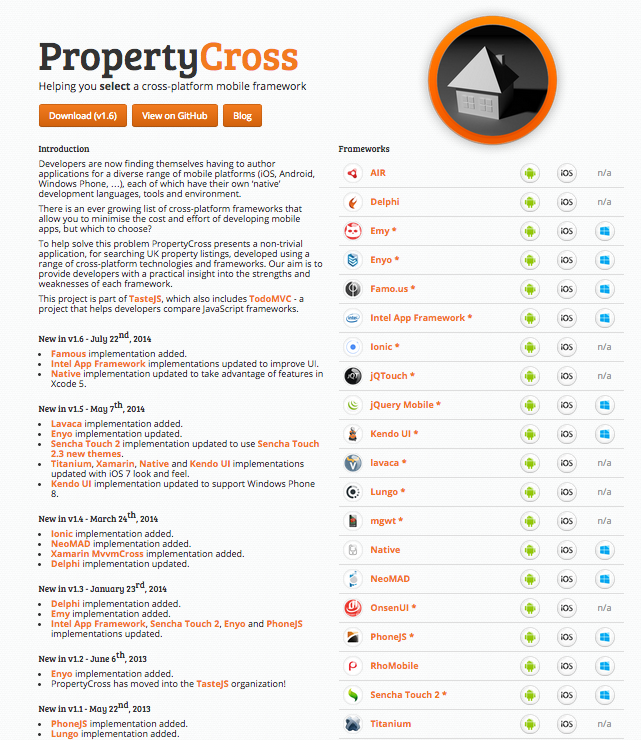 PropertyCross
Helping you select a cross-platform mobile framework
Download (v1.6)
View on GitHub
Blog
Introduction
Developers are now finding themselves having to author
applications for a diverse range of mobile platforms (iOS, Android,
Windows Phone, ...), each of which have their own 'native'
development languages, tools and environment.
There is an ever growing list of cross-platform frameworks that
allow you to minimise the cost and effort of developing mobile
apps, but which to choose?
To help solve this problem PropertyCross presents a non-trivial
application, for searching UK property listings, developed using a
range of cross-platform technologies and frameworks. Our aim is to
provide developers with a practical insight into the strengths and
weaknesses of each framework.
This project is part of TasteJS, which also includes TodoMVC - a
project that helps developers compare JavaScript frameworks.
New in v1.6 - July 22nd, 2014
• Famous implementation added.
• Intel App Framework implementations updated to improve UI.
• Native implementation updated to take advantage of features in
Xcode 5.
New in v1.5 - May 7th, 2014
• Lavaca implementation added.
• Enyo implementation updated.
• Sencha Touch 2 implementation updated to use Sencha Touch
2.3 new themes.
• Titanium, Xamarin, Native and Kendo UI implementations
updated with iOS 7 look and feel.
• Kendo UI implementation updated to support Windows Phone
8.
New in v1.4 - March 24th, 2014
• Ionic implementation added.
• NeoMAD implementation added.
• Xamarin MvvmCross implementation added.
• Delphi implementation updated.
New in v1.3 - January 23rd, 2014
• Delphi implementation added.
• Emy implementation added.
• Intel App Framework, Sencha Touch 2, Enyo and PhoneJS
implementations updated.
New in v1.2 - June 6th, 2013
• Enyo implementation added.
• PropertyCross has moved into the TasteJS organization!
New in v1.1 - May 22nd, 2013
• PhoneJS implementation added.
• Lungo implementation added.
Frameworks
AIR iOS n/a
Delphi iOS n/a
Emy * iOS
Enyo * iOS
Famo.us * iOS
intel Intel App Framework * iOS
Ionic * iOS n/a
jQT jQTouch * iOS n/a
jQuery Mobile * iOS
Kendo UI * iOS
lavaca * iOS n/a
Lungo * iOS n/a
mgwt * iOS n/a
Native iOS
NeoMAD iOS
OnsenUI * iOS n/a
PhoneJS * iOS
RhoMobile iOS
Sencha Touch 2 * iOS
Titanium iOS n/a